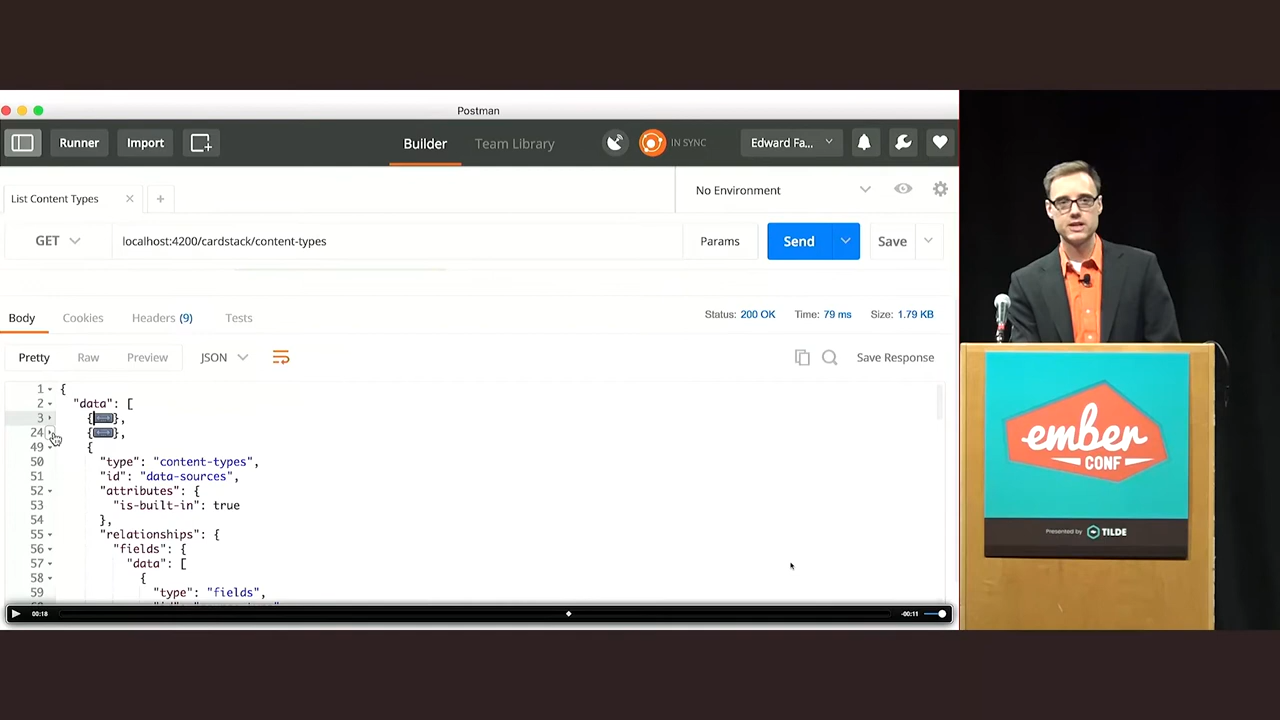 Postman
Runner
Import
Builder
Team Library
IN SYNC
Edward Fa...
List Content Types
No Environment
GET
localhost:4200/cardstack/content-types
Params
Send
Save
Body
Cookies
Headers (9)
Tests
Status: 200 OK
Time: 79 ms
Size: 1.79 KB
Pretty
Raw
Preview
JSON
Save Response
1 {
2 "data": [
3 { },
24 { },
49 {
50 "type": "content-types",
51 "id": "data-sources",
52 "attributes": {
53 "is-built-in": true
54 },
55 "relationships": {
56 "fields": {
57 "data": [
58 {
59 "type": "fields",
00:18
-00:11
ember
CONF
Presented by TILDE